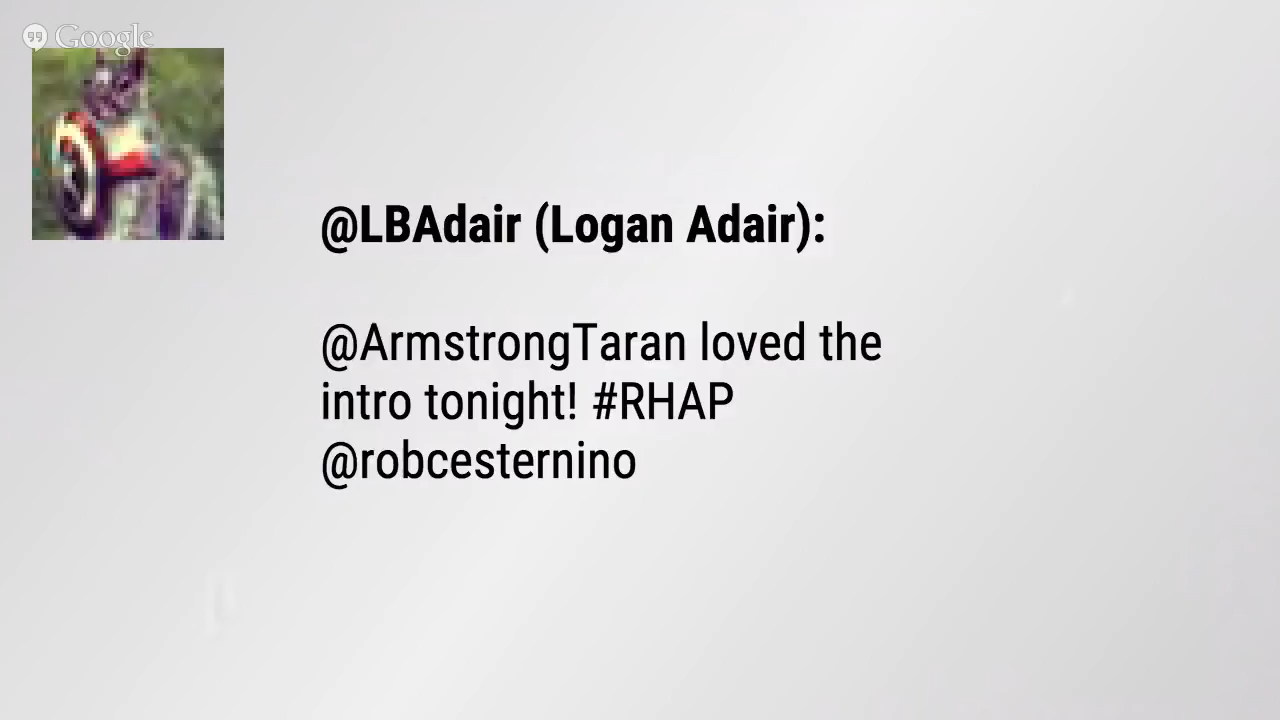 Google
@LBAdair (Logan Adair):
@ArmstrongTaran loved the
intro tonight! #RHAP
@robcesternino